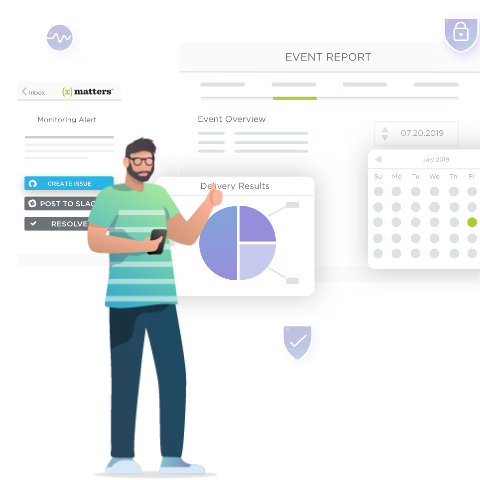 EVENT REPORT
Inbox
(x)matters
Monitoring Alert
CREATE ISSUE
POST TO SLAC
RESOLVE
Event Overview
07.20.2019
July 2019
Su Mo Tu We Th Fr
Delivery Results